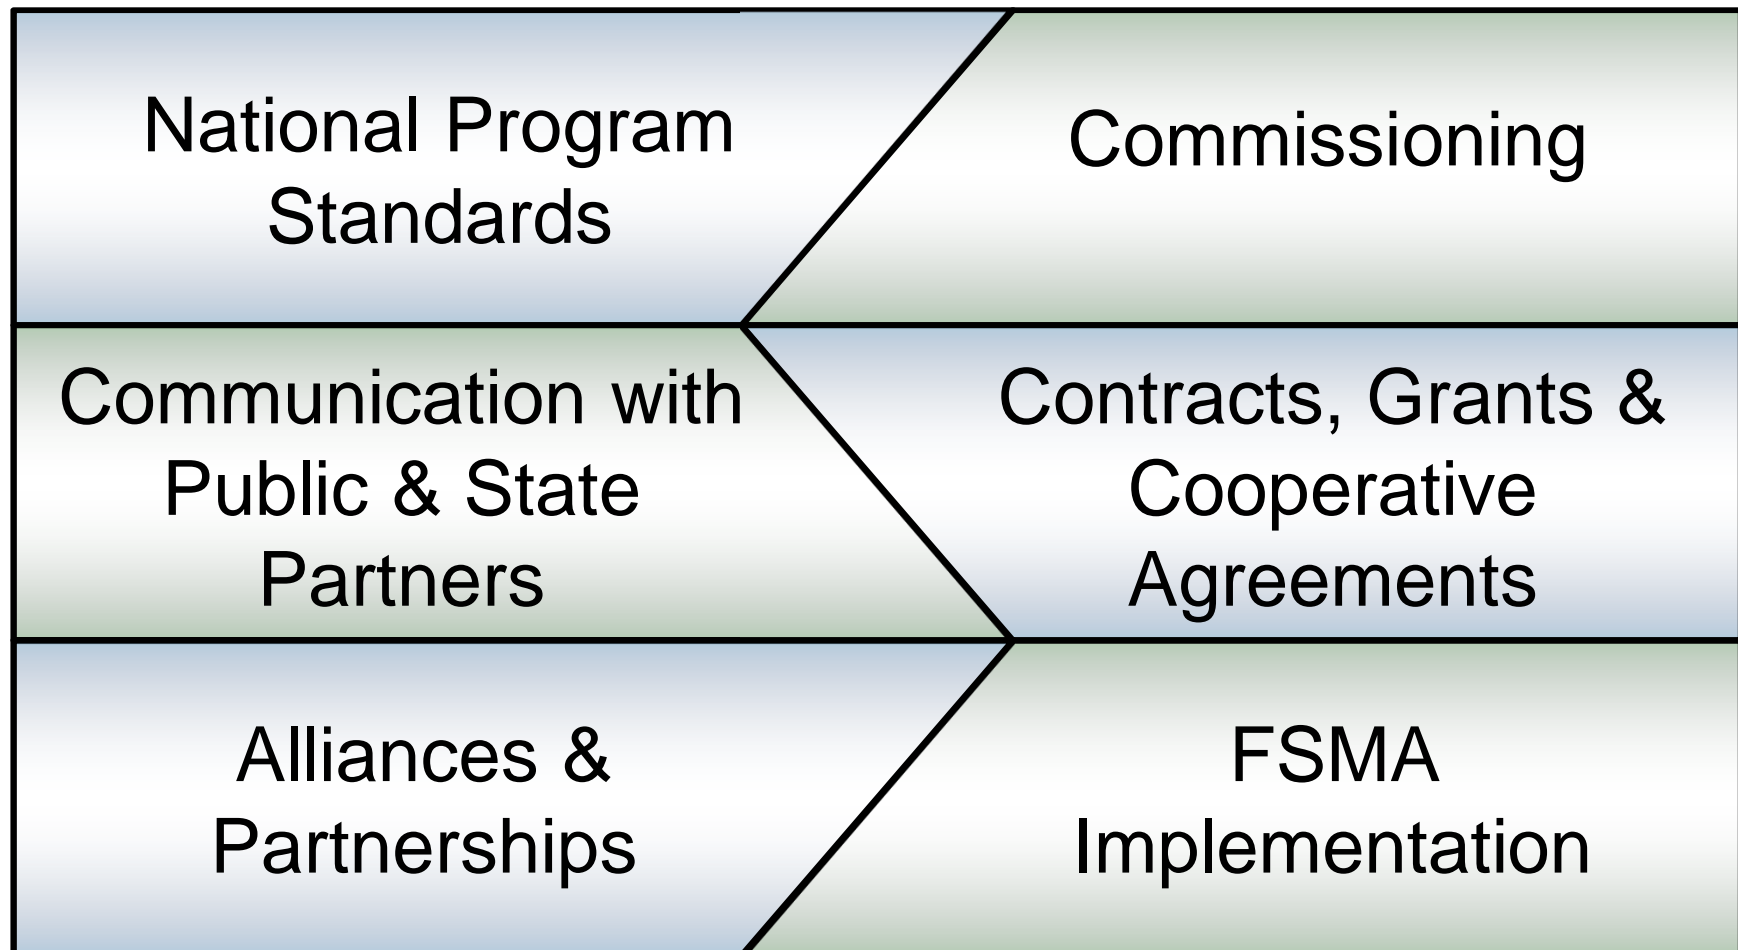 National Program
Standards
Commissioning
Communication with
Public & State
Partners
Contracts, Grants &
Cooperative
Agreements
Alliances &
Partnerships
FSMA
Implementation